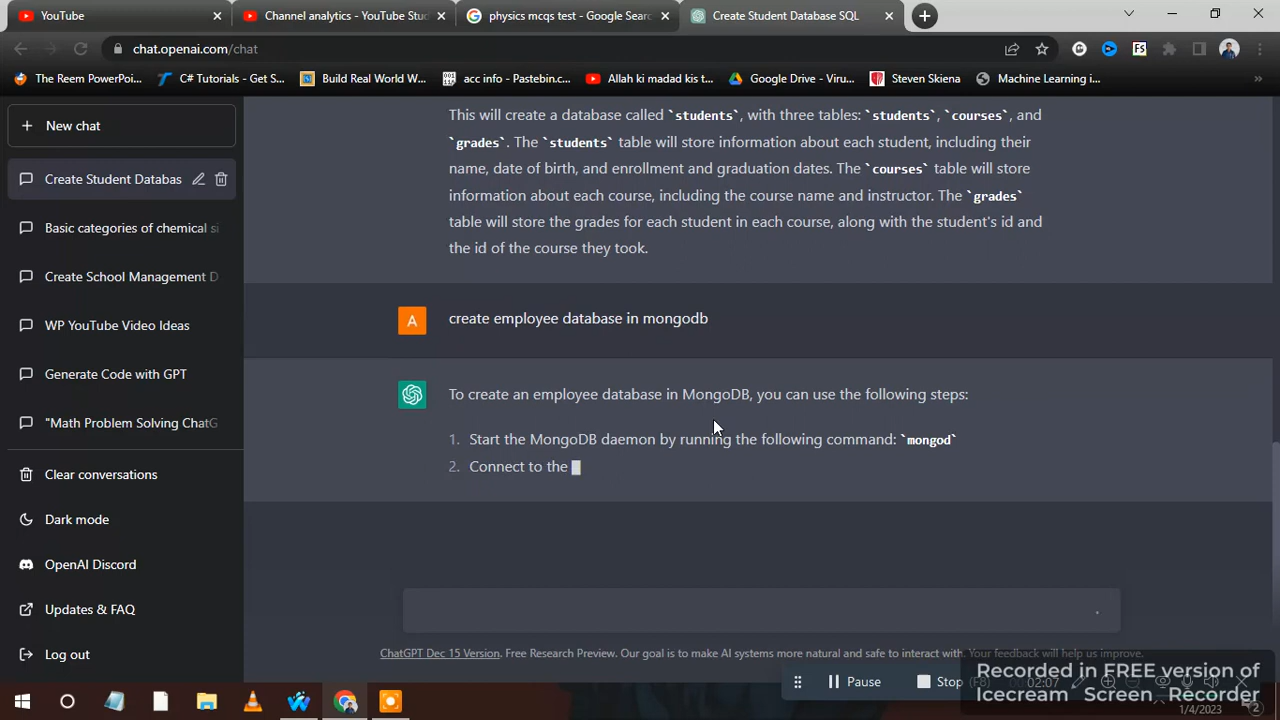 YouTube
Channel analytics - YouTube Stu
physics mcqs test - Google Sear
Create Student Database SQL
chat.openai.com/chat
The Reem PowerPoi...
C# Tutorials - Get S...
Build Real World W...
acc info - Pastebin.c...
Allah ki madad kis t...
Google Drive - Viru...
Steven Skiena
Machine Learning i...
New chat
Create Student Databas
Basic categories of chemical si
Create School Management D
WP YouTube Video Ideas
Generate Code with GPT
"Math Problem Solving ChatG
Clear conversations
Dark mode
OpenAI Discord
Updates & FAQ
Log out
This will create a database called `students`, with three tables: `students`, `courses`, and
`grades`. The `students` table will store information about each student, including their
name, date of birth, and enrollment and graduation dates. The `courses` table will store
information about each course, including the course name and instructor. The `grades`
table will store the grades for each student in each course, along with the student's id and
the id of the course they took.
A
create employee database in mongodb
To create an employee database in MongoDB, you can use the following steps:
1. Start the MongoDB daemon by running the following command: `mongod`
2. Connect to the
ChatGPT Dec 15 Version. Free Research Preview. Our goal is to make AI systems more natural and safe to interact with. Your feedback will help us improve.
Pause
Stop (F8)
02:07
Recorded in FREE version of
Icecream Screen Recorder
1/4/2023
2